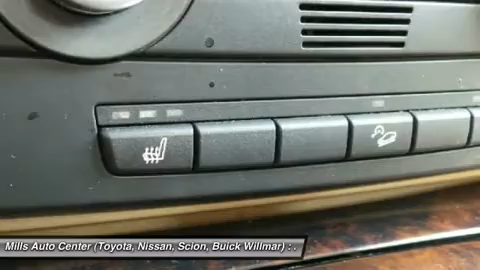 Mills Auto Center (Toyota, Nissan, Scion, Buick Willmar) : .